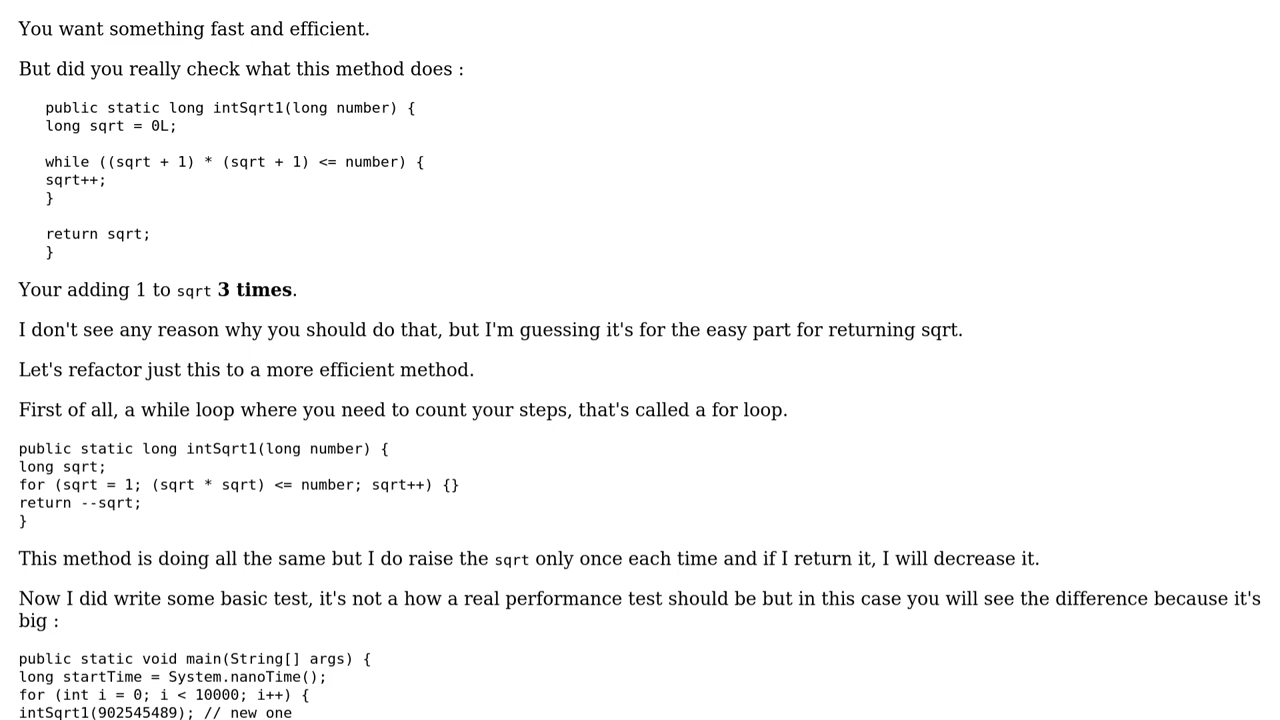 You want something fast and efficient.
But did you really check what this method does :
public static long intSqrt1(long number) {
long sqrt = 0L;
while ((sqrt + 1) * (sqrt + 1) <= number) {
sqrt++;
}
return sqrt;
}
Your adding 1 to sqrt 3 times.
I don't see any reason why you should do that, but I'm guessing it's for the easy part for returning sqrt.
Let's refactor just this to a more efficient method.
First of all, a while loop where you need to count your steps, that's called a for loop.
public static long intSqrt1(long number) {
long sqrt;
for (sqrt = 1; (sqrt * sqrt) <= number; sqrt++) {}
return --sqrt;
}
This method is doing all the same but I do raise the sqrt only once each time and if I return it, I will decrease it.
Now I did write some basic test, it's not a how a real performance test should be but in this case you will see the difference because it's
big :
public static void main(String[] args) {
long startTime = System.nanoTime();
for (int i = 0; i < 10000; i++) {
intSqrt1(902545489); // new one